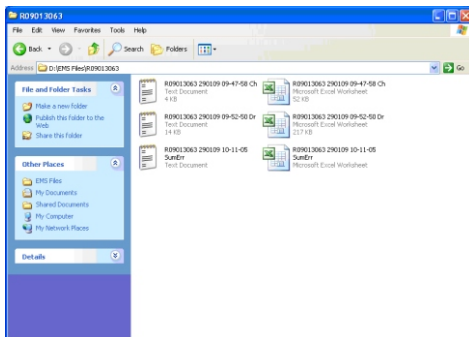 R09013063
File Edit View Favorites Tools Help
Back Search Folders
Address D:\EMS Files\R09013063 Go
File and Folder Tasks
Make a new folder
Publish this folder to the
Web
Share this folder
Other Places
EMS Files
My Documents
Shared Documents
My Computer
My Network Places
Details
R09013063 290109 09-47-58 Ch
Text Document
4 KB
R09013063 290109 09-47-58 Ch
Microsoft Excel Worksheet
52 KB
R09013063 290109 09-52-58 Dr
Text Document
14 KB
R09013063 290109 09-52-58 Dr
Microsoft Excel Worksheet
217 KB
R09013063 290109 10-11-05
SumErr
Text Document
R09013063 290109 10-11-05
SumErr
Microsoft Excel Worksheet